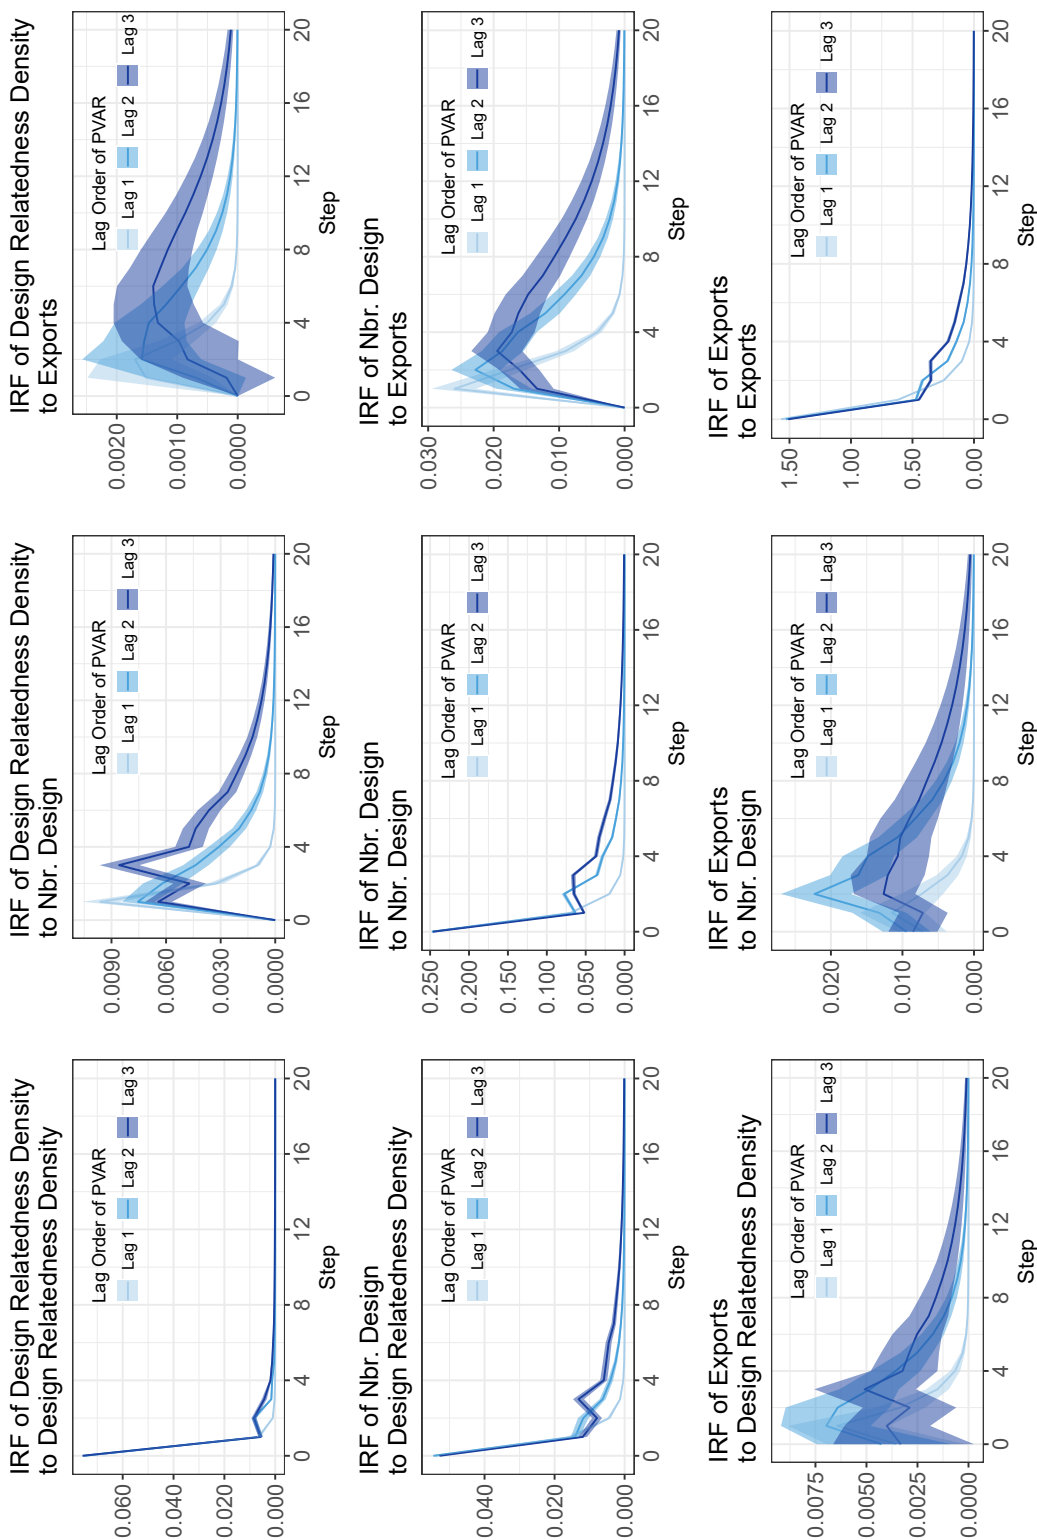 IRF of Design Relatedness Density
to Design Relatedness Density
Lag Order of PVAR
Lag 1 Lag 2 Lag 3
0.060
0.040
0.020
0.000
0 4 8 12 16 20
Step
IRF of Design Relatedness Density
to Nbr. Design
Lag Order of PVAR
Lag 1 Lag 2 Lag 3
0.0090
0.0060
0.0030
0.0000
0 4 8 12 16 20
Step
IRF of Design Relatedness Density
to Exports
Lag Order of PVAR
Lag 1 Lag 2 Lag 3
0.0020
0.0010
0.0000
0 4 8 12 16 20
Step
IRF of Nbr. Design
to Design Relatedness Density
Lag Order of PVAR
Lag 1 Lag 2 Lag 3
0.040
0.020
0.000
0 4 8 12 16 20
Step
IRF of Nbr. Design
to Nbr. Design
Lag Order of PVAR
Lag 1 Lag 2 Lag 3
0.250
0.200
0.150
0.100
0.050
0.000
0 4 8 12 16 20
Step
IRF of Nbr. Design
to Exports
Lag Order of PVAR
Lag 1 Lag 2 Lag 3
0.030
0.020
0.010
0.000
0 4 8 12 16 20
Step
IRF of Exports
to Design Relatedness Density
Lag Order of PVAR
Lag 1 Lag 2 Lag 3
0.0075
0.0050
0.0025
0.0000
0 4 8 12 16 20
Step
IRF of Exports
to Nbr. Design
Lag Order of PVAR
Lag 1 Lag 2 Lag 3
0.020
0.010
0.000
0 4 8 12 16 20
Step
IRF of Exports
to Exports
Lag Order of PVAR
Lag 1 Lag 2 Lag 3
1.50
1.00
0.50
0.00
0 4 8 12 16 20
Step